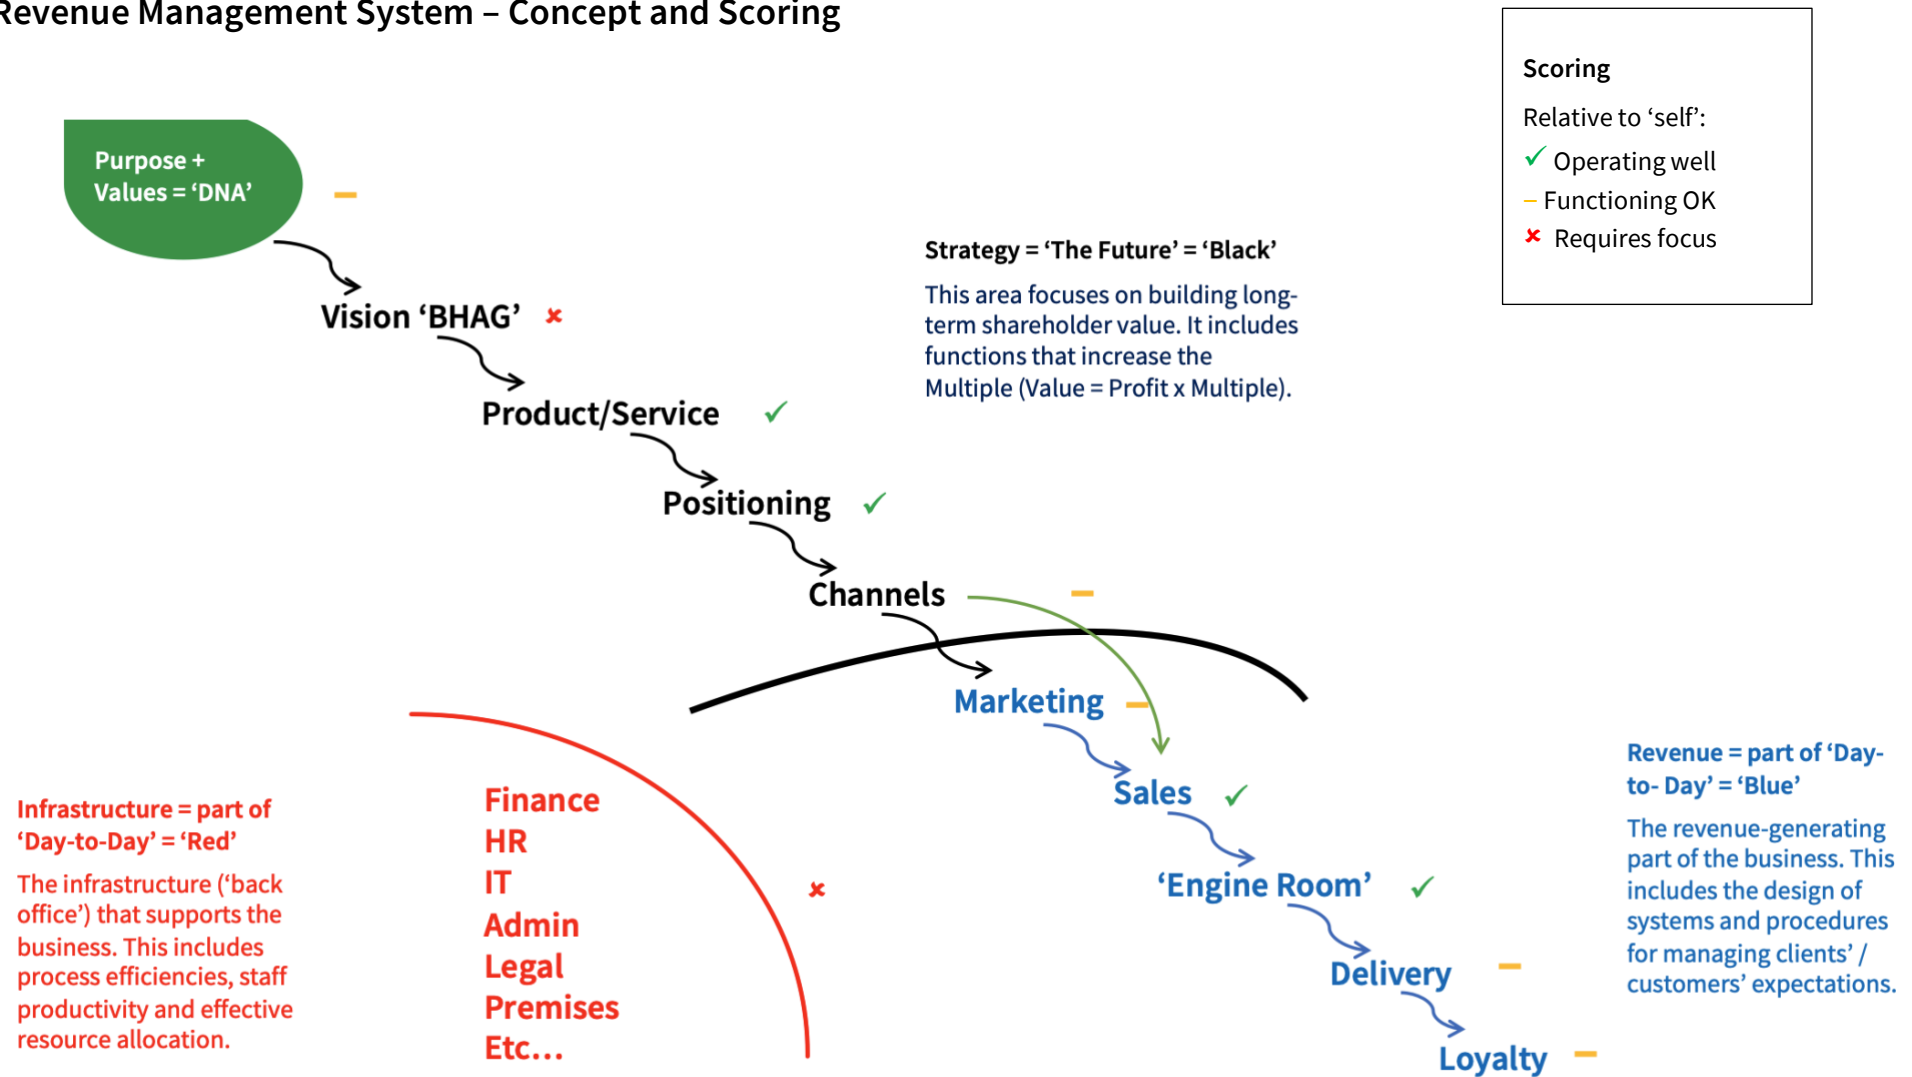 Revenue Management System – Concept and Scoring
Scoring
Relative to ‘self’:
✓ Operating well
– Functioning OK
✘ Requires focus
Purpose +
Values = ‘DNA’
Vision ‘BHAG’
Product/Service
Positioning
Channels
Strategy = ‘The Future’ = ‘Black’
This area focuses on building long-
term shareholder value. It includes
functions that increase the
Multiple (Value = Profit x Multiple).
Marketing
Sales
‘Engine Room’
Delivery
Loyalty
Infrastructure = part of
‘Day-to-Day’ = ‘Red’
The infrastructure (‘back
office’) that supports the
business. This includes
process efficiencies, staff
productivity and effective
resource allocation.
Finance
HR
IT
Admin
Legal
Premises
Etc…
Revenue = part of ‘Day-
to- Day’ = ‘Blue’
The revenue-generating
part of the business. This
includes the design of
systems and procedures
for managing clients’ /
customers’ expectations.